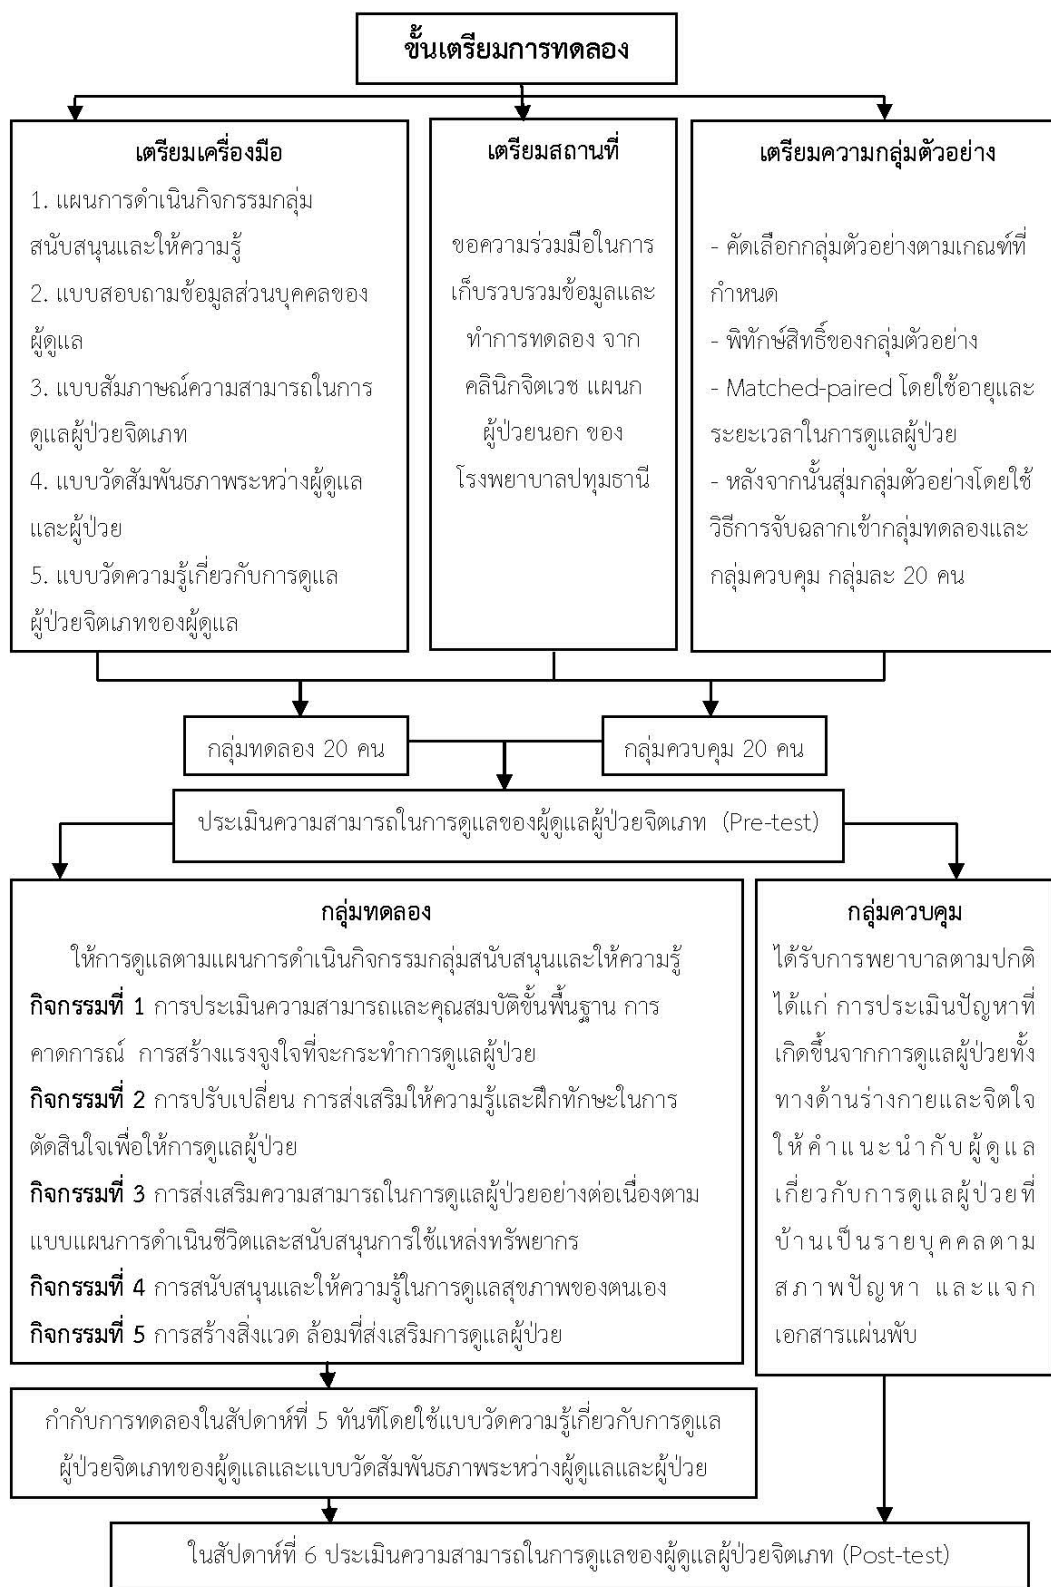 ขั้นเตรียมการทดลอง
เตรียมเครื่องมือ
1. แผนการดำเนินกิจกรรมกลุ่ม
สนับสนุนและให้ความรู้
2. แบบสอบถามข้อมูลส่วนบุคคลของ
ผู้ดูแล
3. แบบสัมภาษณ์ความสามารถในการ
ดูแลผู้ป่วยจิตเภท
4. แบบวัดสัมพันธภาพระหว่างผู้ดูแล
และผู้ป่วย
5. แบบวัดความรู้เกี่ยวกับการดูแล
ผู้ป่วยจิตเภทของผู้ดูแล
เตรียมสถานที่
ขอความร่วมมือในการ
เก็บรวบรวมข้อมูลและ
ทำการทดลอง จาก
คลินิกจิตเวช แผนก
ผู้ป่วยนอก ของ
โรงพยาบาลปทุมธานี
เตรียมความกลุ่มตัวอย่าง
- คัดเลือกกลุ่มตัวอย่างตามเกณฑ์ที่
กำหนด
- พิทักษ์สิทธิ์ของกลุ่มตัวอย่าง
- Matched-paired โดยใช้อายุและ
ระยะเวลาในการดูแลผู้ป่วย
- หลังจากนั้นสุ่มกลุ่มตัวอย่างโดยใช้
วิธีการจับฉลากเข้ากลุ่มทดลองและ
กลุ่มควบคุม กลุ่มละ 20 คน
กลุ่มทดลอง 20 คน
กลุ่มควบคุม 20 คน
ประเมินความสามารถในการดูแลของผู้ดูแลผู้ป่วยจิตเภท (Pre-test)
กลุ่มทดลอง
ให้การดูแลตามแผนการดำเนินกิจกรรมกลุ่มสนับสนุนและให้ความรู้
กิจกรรมที่ 1 การประเมินความสามารถและคุณสมบัติขั้นพื้นฐาน การ
คาดการณ์ การสร้างแรงจูงใจที่จะกระทำการดูแลผู้ป่วย
กิจกรรมที่ 2 การปรับเปลี่ยน การส่งเสริมให้ความรู้และฝึกทักษะในการ
ตัดสินใจเพื่อให้การดูแลผู้ป่วย
กิจกรรมที่ 3 การส่งเสริมความสามารถในการดูแลผู้ป่วยอย่างต่อเนื่องตาม
แบบแผนการดำเนินชีวิตและสนับสนุนการใช้แหล่งทรัพยากร
กิจกรรมที่ 4 การสนับสนุนและให้ความรู้ในการดูแลสุขภาพของตนเอง
กิจกรรมที่ 5 การสร้างสิ่งแวด ล้อมที่ส่งเสริมการดูแลผู้ป่วย
กลุ่มควบคุม
ได้รับการพยาบาลตามปกติ
ได้แก่ การประเมินปัญหาที่
เกิดขึ้นจากการดูแลผู้ป่วยทั้ง
ทางด้านร่างกายและจิตใจ
ให้คำแนะนำกับผู้ดูแล
เกี่ยวกับการดูแลผู้ป่วยที่
บ้านเป็นรายบุคคลตาม
สภาพปัญหา และแจก
เอกสารแผ่นพับ
กำกับการทดลองในสัปดาห์ที่ 5 ทันทีโดยใช้แบบวัดความรู้เกี่ยวกับการดูแล
ผู้ป่วยจิตเภทของผู้ดูแลและแบบวัดสัมพันธภาพระหว่างผู้ดูแลและผู้ป่วย
ในสัปดาห์ที่ 6 ประเมินความสามารถในการดูแลของผู้ดูแลผู้ป่วยจิตเภท (Post-test)